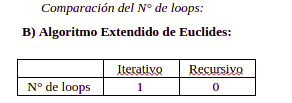 Comparación del N° de loops:
B) Algoritmo Extendido de Euclides:
Iterativo Recursivo
N° de loops 1 0